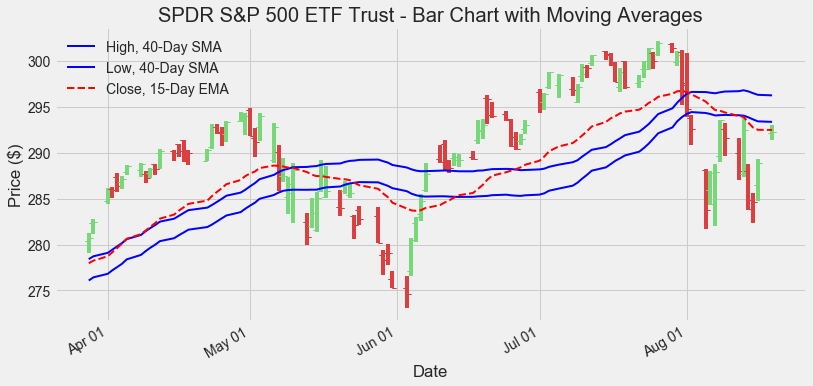 SPDR S&P 500 ETF Trust - Bar Chart with Moving Averages
High, 40-Day SMA
Low, 40-Day SMA
Close, 15-Day EMA
Price ($)
300
295
290
285
280
275
Apr 01
May 01
Jun 01
Jul 01
Aug 01
Date